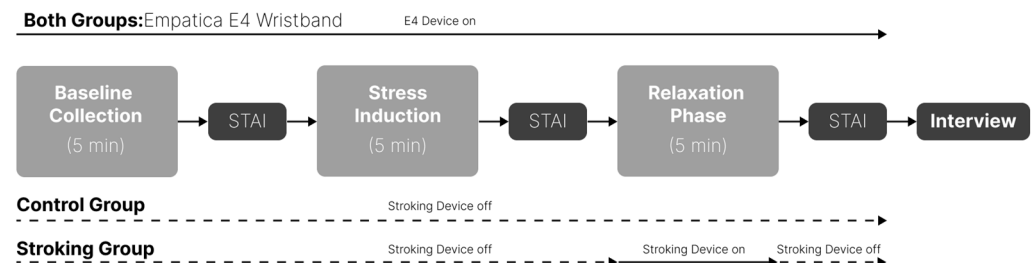 Both Groups:Empatica E4 Wristband
E4 Device on
Baseline
Collection
(5 min)
STAI
Stress
Induction
(5 min)
STAI
Relaxation
Phase
(5 min)
STAI
Interview
Control Group
Stroking Device off
Stroking Group
Stroking Device off
Stroking Device on
Stroking Device off